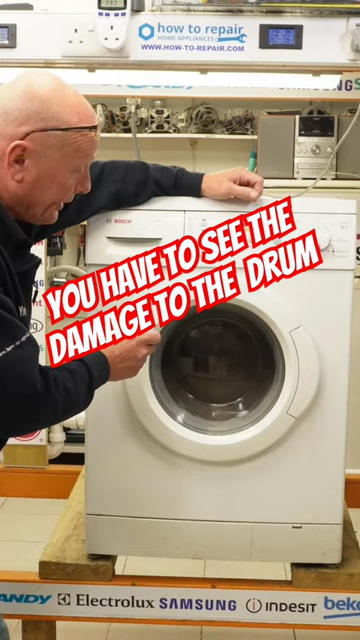 how to repair
HOME APPLIANCES
WWW.HOW-TO-REPAIR.COM
BOSCH
YOU HAVE TO SEE THE
DAMAGE TO THE DRUM
ANDY
Electrolux
SAMSUNG
INDESIT
beko